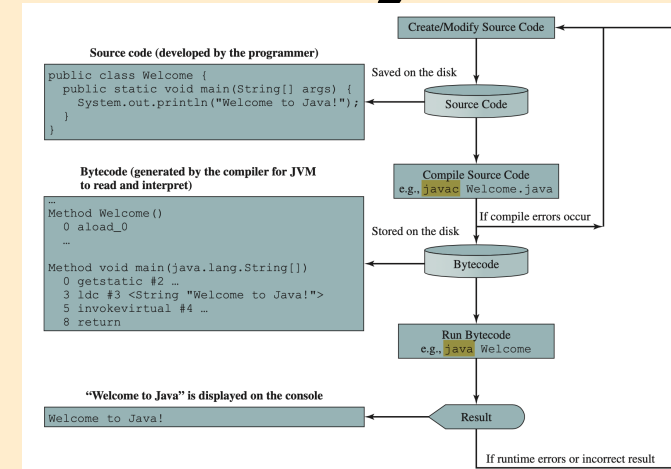 Create/Modify Source Code
Source code (developed by the programmer)
public class Welcome {
public static void main(String[] args) {
System.out.println("Welcome to Java!");
}
}
Saved on the disk
Source Code
Compile Source Code
e.g., javac Welcome.java
If compile errors occur
Bytecode (generated by the compiler for JVM
to read and interpret)
…
Method Welcome()
0 aload_0
…
Method void main(java.lang.String[])
0 getstatic #2 …
3 ldc #3 <String "Welcome to Java!">
5 invokevirtual #4 …
8 return
Stored on the disk
Bytecode
Run Bytecode
e.g., java Welcome
“Welcome to Java” is displayed on the console
Welcome to Java!
Result
If runtime errors or incorrect result